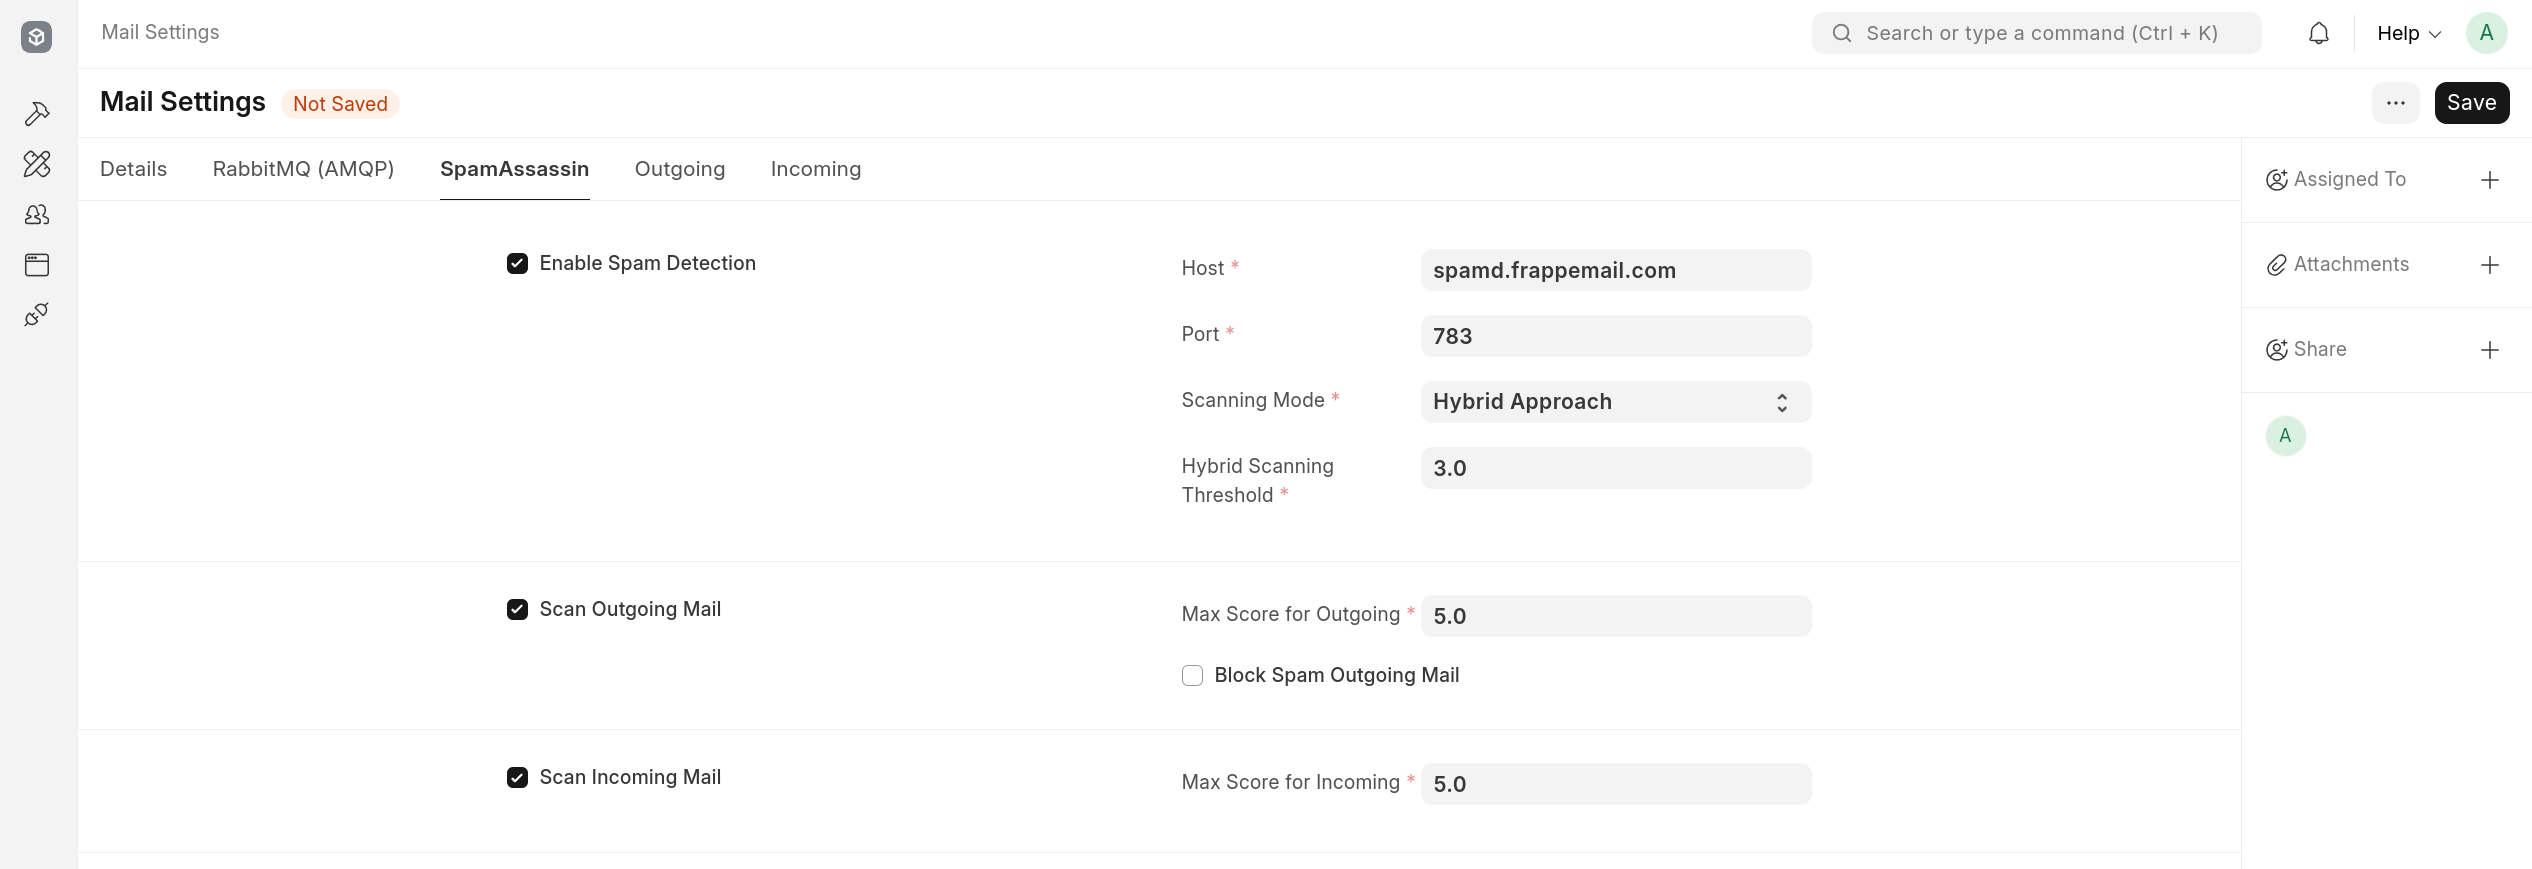 Mail Settings
Search or type a command (Ctrl + K)
Help
A
Mail Settings
Not Saved
Save
Details
RabbitMQ (AMQP)
SpamAssassin
Outgoing
Incoming
Assigned To
Attachments
Share
A
Enable Spam Detection
Host *
spamd.frappemail.com
Port *
783
Scanning Mode *
Hybrid Approach
Hybrid Scanning
Threshold *
3.0
Scan Outgoing Mail
Max Score for Outgoing *
5.0
Block Spam Outgoing Mail
Scan Incoming Mail
Max Score for Incoming *
5.0